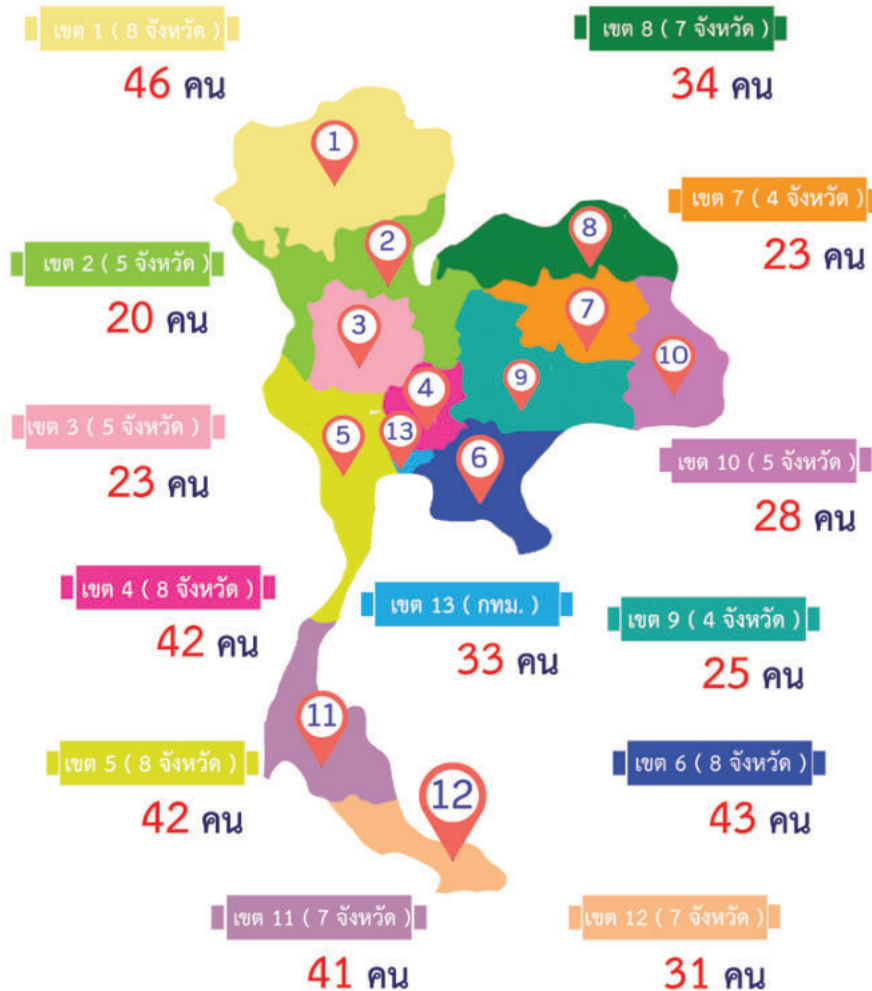 เขต 1 ( 8 จังหวัด )
46 คน
เขต 8 ( 7 จังหวัด )
34 คน
1
เขต 7 ( 4 จังหวัด )
23 คน
8
2
เขต 2 ( 5 จังหวัด )
20 คน
7
3
10
9
4
เขต 3 ( 5 จังหวัด )
23 คน
5
13
6
เขต 10 ( 5 จังหวัด )
28 คน
เขต 4 ( 8 จังหวัด )
42 คน
เขต 13 ( กทม. )
33 คน
เขต 9 ( 4 จังหวัด )
25 คน
11
เขต 5 ( 8 จังหวัด )
42 คน
12
เขต 6 ( 8 จังหวัด )
43 คน
เขต 11 ( 7 จังหวัด )
41 คน
เขต 12 ( 7 จังหวัด )
31 คน